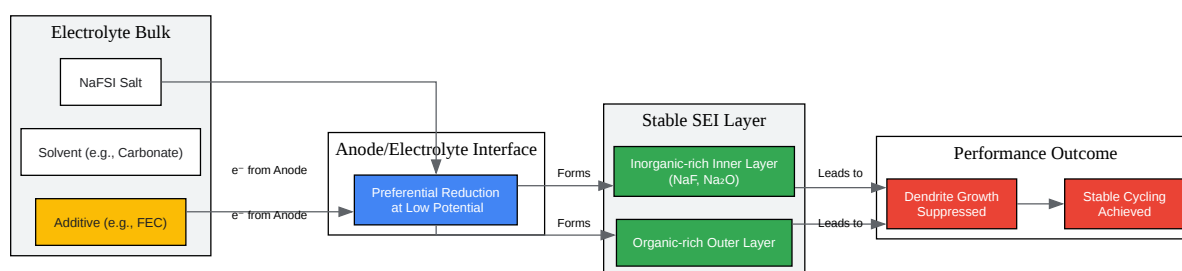 Electrolyte Bulk
NaFSI Salt
Solvent (e.g., Carbonate)
Additive (e.g., FEC)
e⁻ from Anode
e⁻ from Anode
Anode/Electrolyte Interface
Preferential Reduction
at Low Potential
Forms
Forms
Stable SEI Layer
Inorganic-rich Inner Layer
(NaF, Na₂O)
Organic-rich Outer Layer
Leads to
Leads to
Performance Outcome
Dendrite Growth
Suppressed
Stable Cycling
Achieved